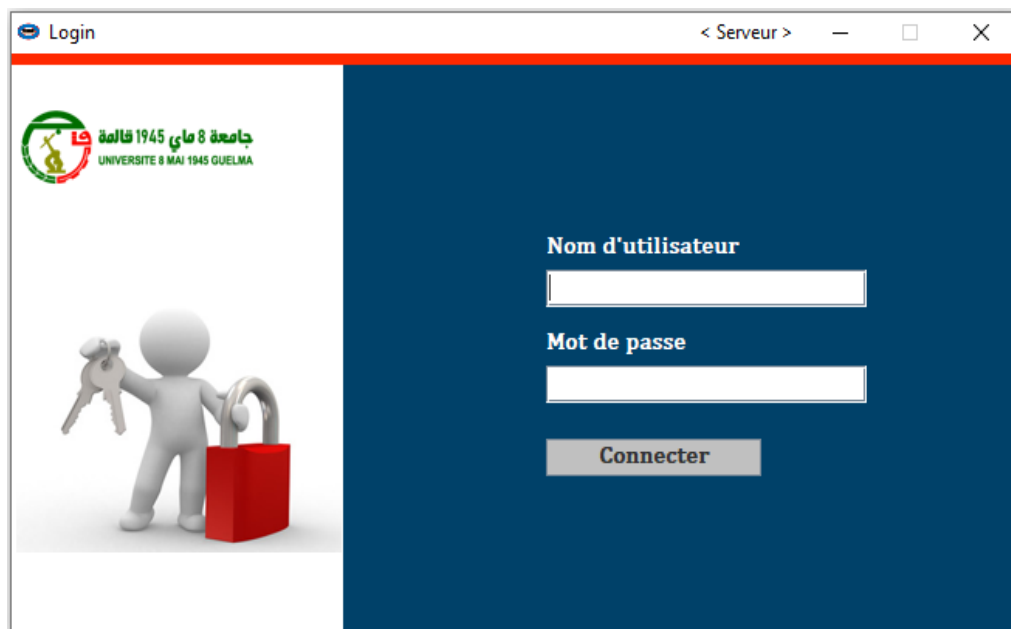 Login
< Serveur >
جامعة 8 ماي 1945 قالمة
UNIVERSITE 8 MAI 1945 GUELMA
Nom d'utilisateur
Mot de passe
Connecter